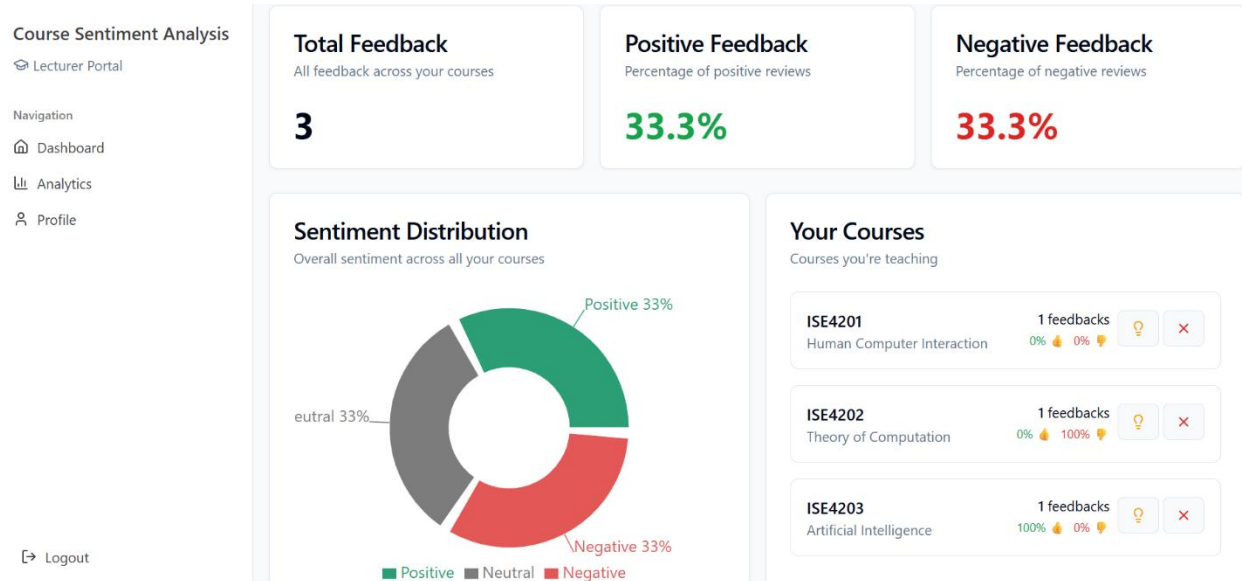 Course Sentiment Analysis
Lecturer Portal
Navigation
Dashboard
Analytics
Profile
Logout
Total Feedback
All feedback across your courses
3
Positive Feedback
Percentage of positive reviews
33.3%
Negative Feedback
Percentage of negative reviews
33.3%
Sentiment Distribution
Overall sentiment across all your courses
Positive 33%
eutral 33%
Negative 33%
Positive Neutral Negative
Your Courses
Courses you're teaching
ISE4201 1 feedbacks
Human Computer Interaction 0% 👍 0% 👎
ISE4202 1 feedbacks
Theory of Computation 0% 👍 100% 👎
ISE4203 1 feedbacks
Artificial Intelligence 100% 👍 0% 👎